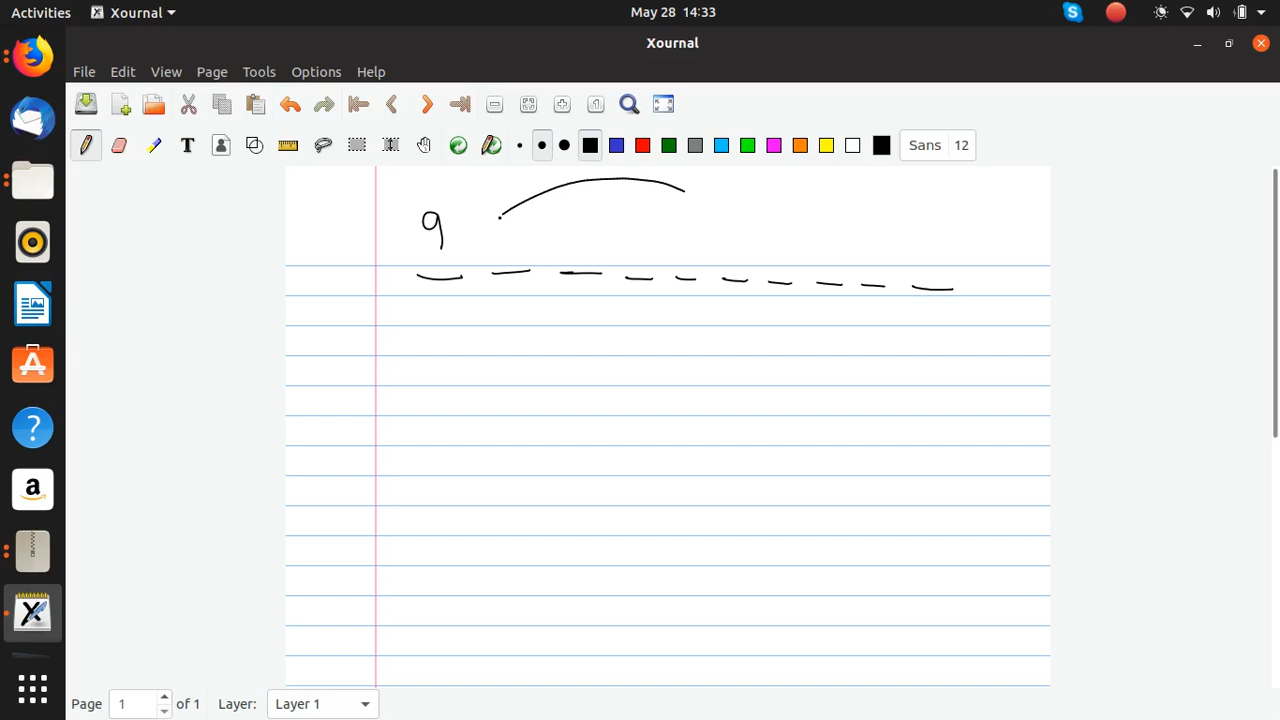 Activities Xournal May 28 14:33
Xournal
File Edit View Page Tools Options Help
T Sans 12
9
Page 1 of 1 Layer: Layer 1